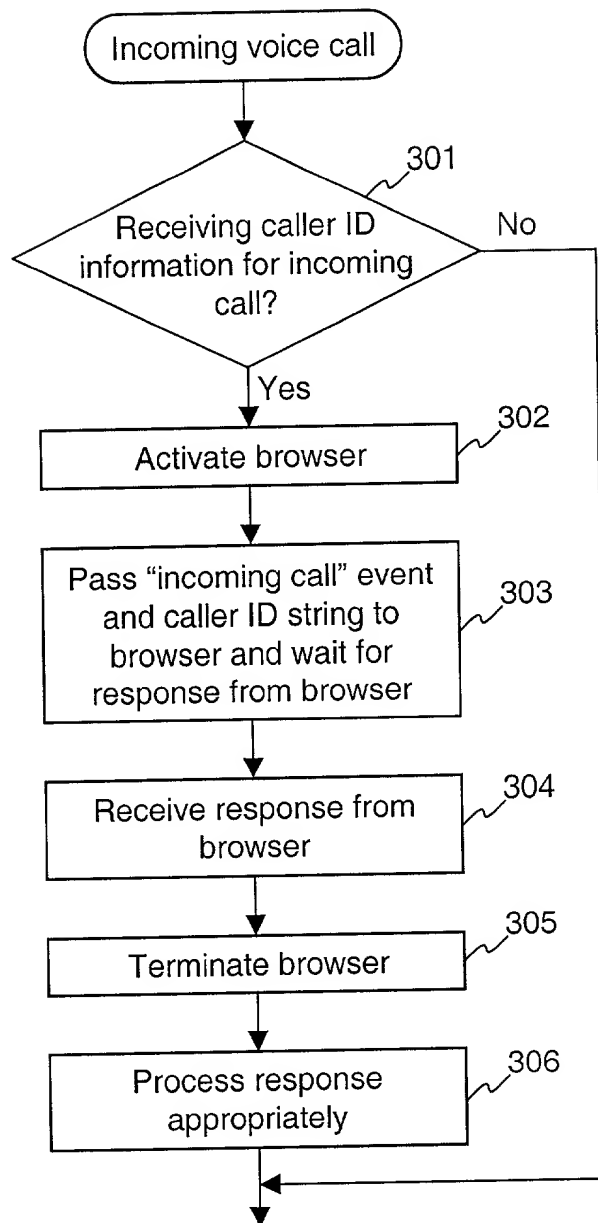 Incoming voice call
301
Receiving caller ID
information for incoming
call?
No
Yes
302
Activate browser
Pass “incoming call” event
and caller ID string to
browser and wait for
response from browser
303
Receive response from
browser
304
305
Terminate browser
Process response
appropriately
306